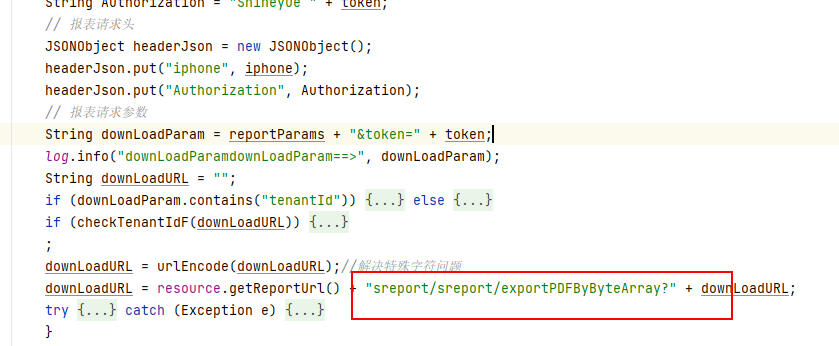 String Authorization = "ShineyUe " + token;
// 报表请求头
JSONObject headerJson = new JSONObject();
headerJson.put("iphone", iphone);
headerJson.put("Authorization", Authorization);
// 报表请求参数
String downLoadParam = reportParams + "&token=" + token;
log.info("downLoadParamdownLoadParam==>", downLoadParam);
String downLoadURL = "";
if (downLoadParam.contains("tenantId")) {...} else {...}
if (checkTenantIdF(downLoadURL)) {...}
;
downLoadURL = urlEncode(downLoadURL);//解决特殊字符问题
downLoadURL = resource.getReportUrl() + "sreport/sreport/exportPDFByByteArray?" + downLoadURL;
try {...} catch (Exception e) {...}
}